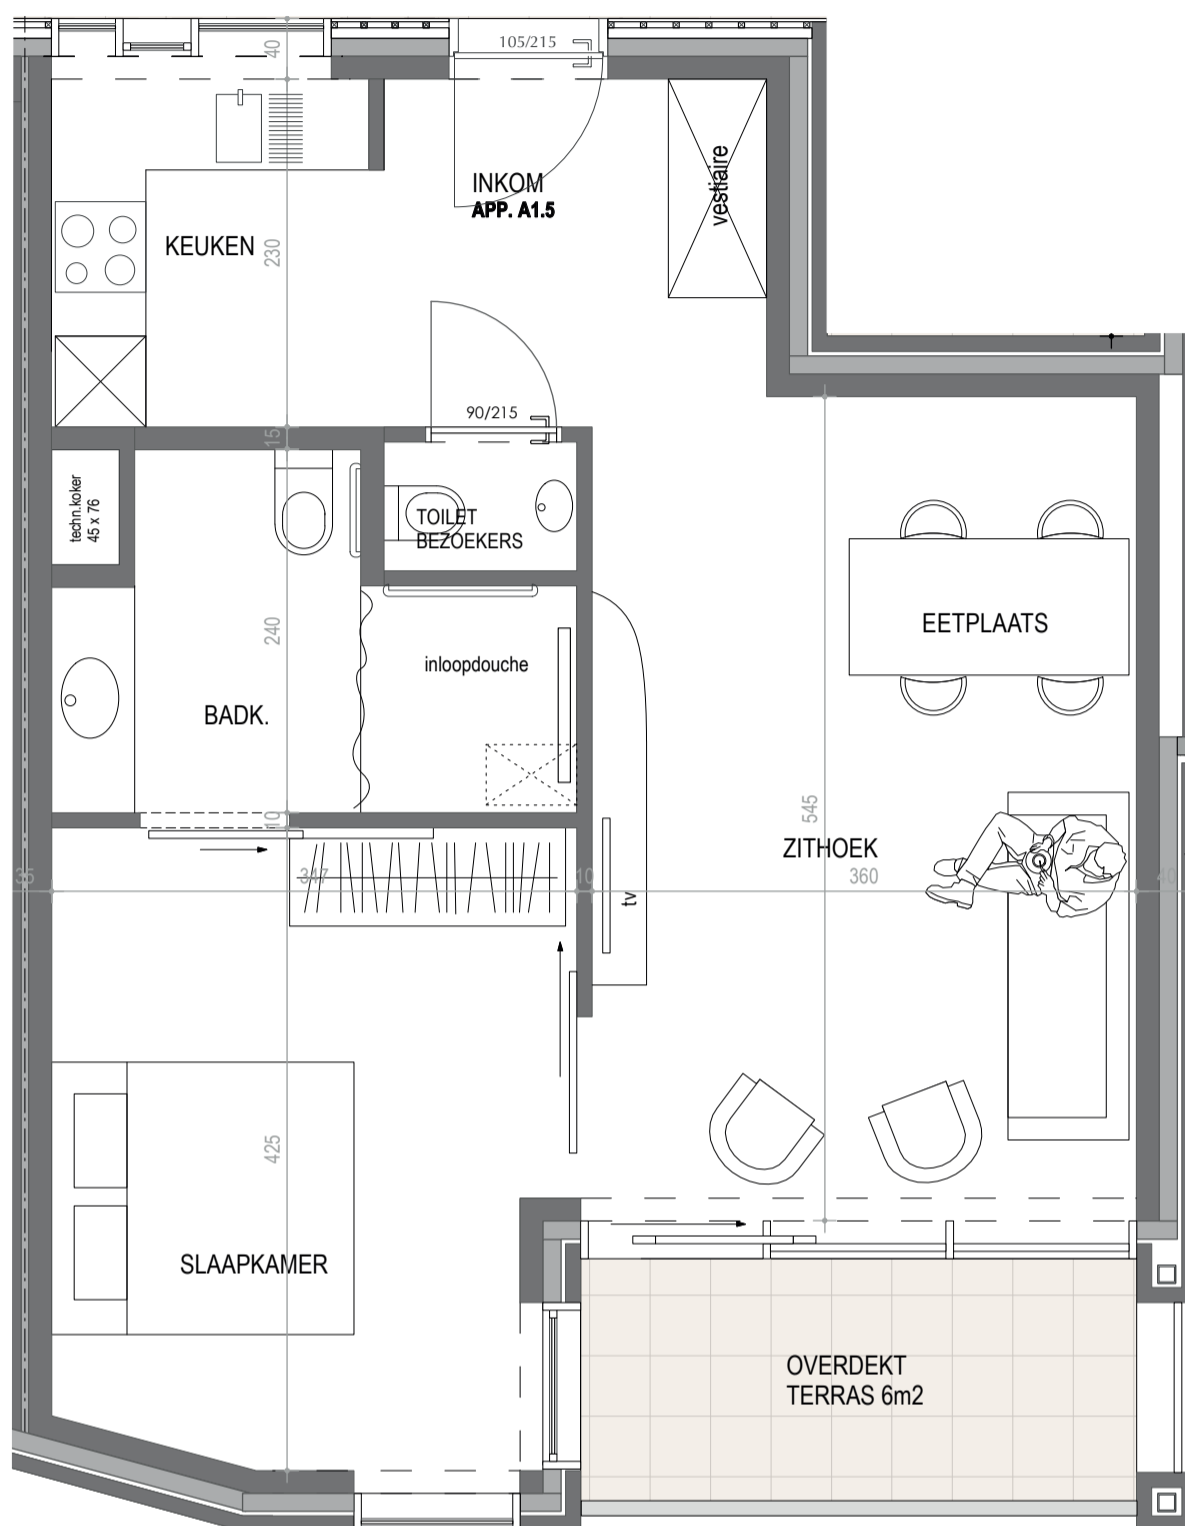 105/215
40
INKOM
APP. A1.5
vestiaire
KEUKEN
230
90/215
15
techn.koker
45 x 76
TOILET
BEZOEKERS
240
EETPLAATS
inloopdouche
BADK.
10
545
ZITHOEK
35
347
10
360
40
tv
425
SLAAPKAMER
OVERDEKT
TERRAS 6m2